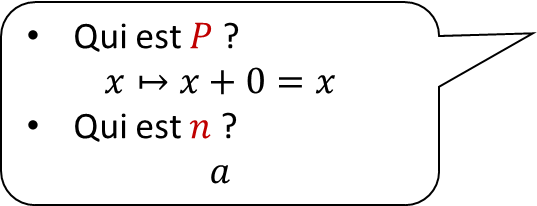 • Qui est P ?
x ↦ x + 0 = x
• Qui est n ?
a